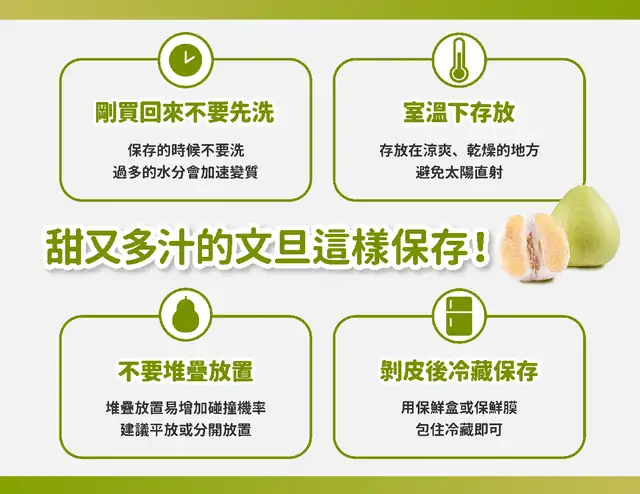 剛買回來不要先洗
保存的時候不要洗
過多的水分會加速變質
室溫下存放
存放在涼爽、乾燥的地方
避免太陽直射
甜又多汁的文旦這樣保存！
不要堆疊放置
堆疊放置易增加碰撞機率
建議平放或分開放置
剝皮後冷藏保存
用保鮮盒或保鮮膜
包住冷藏即可